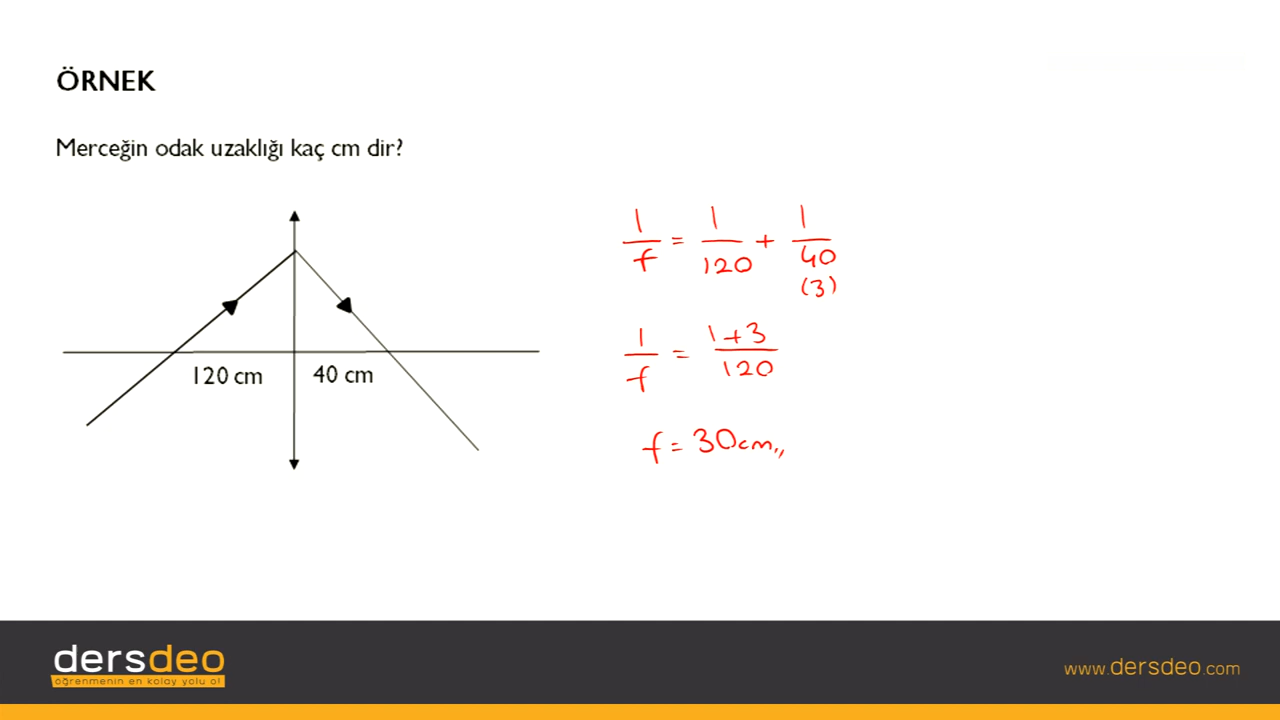 ÖRNEK
Merceğin odak uzaklığı kaç cm dir?
120 cm
40 cm
1/f = 1/120 + 1/40
(3)
1/f = 1+3/120
f = 30cm,,
dersdeo
öğrenmenin en kolay yolu o!
www.dersdeo.com